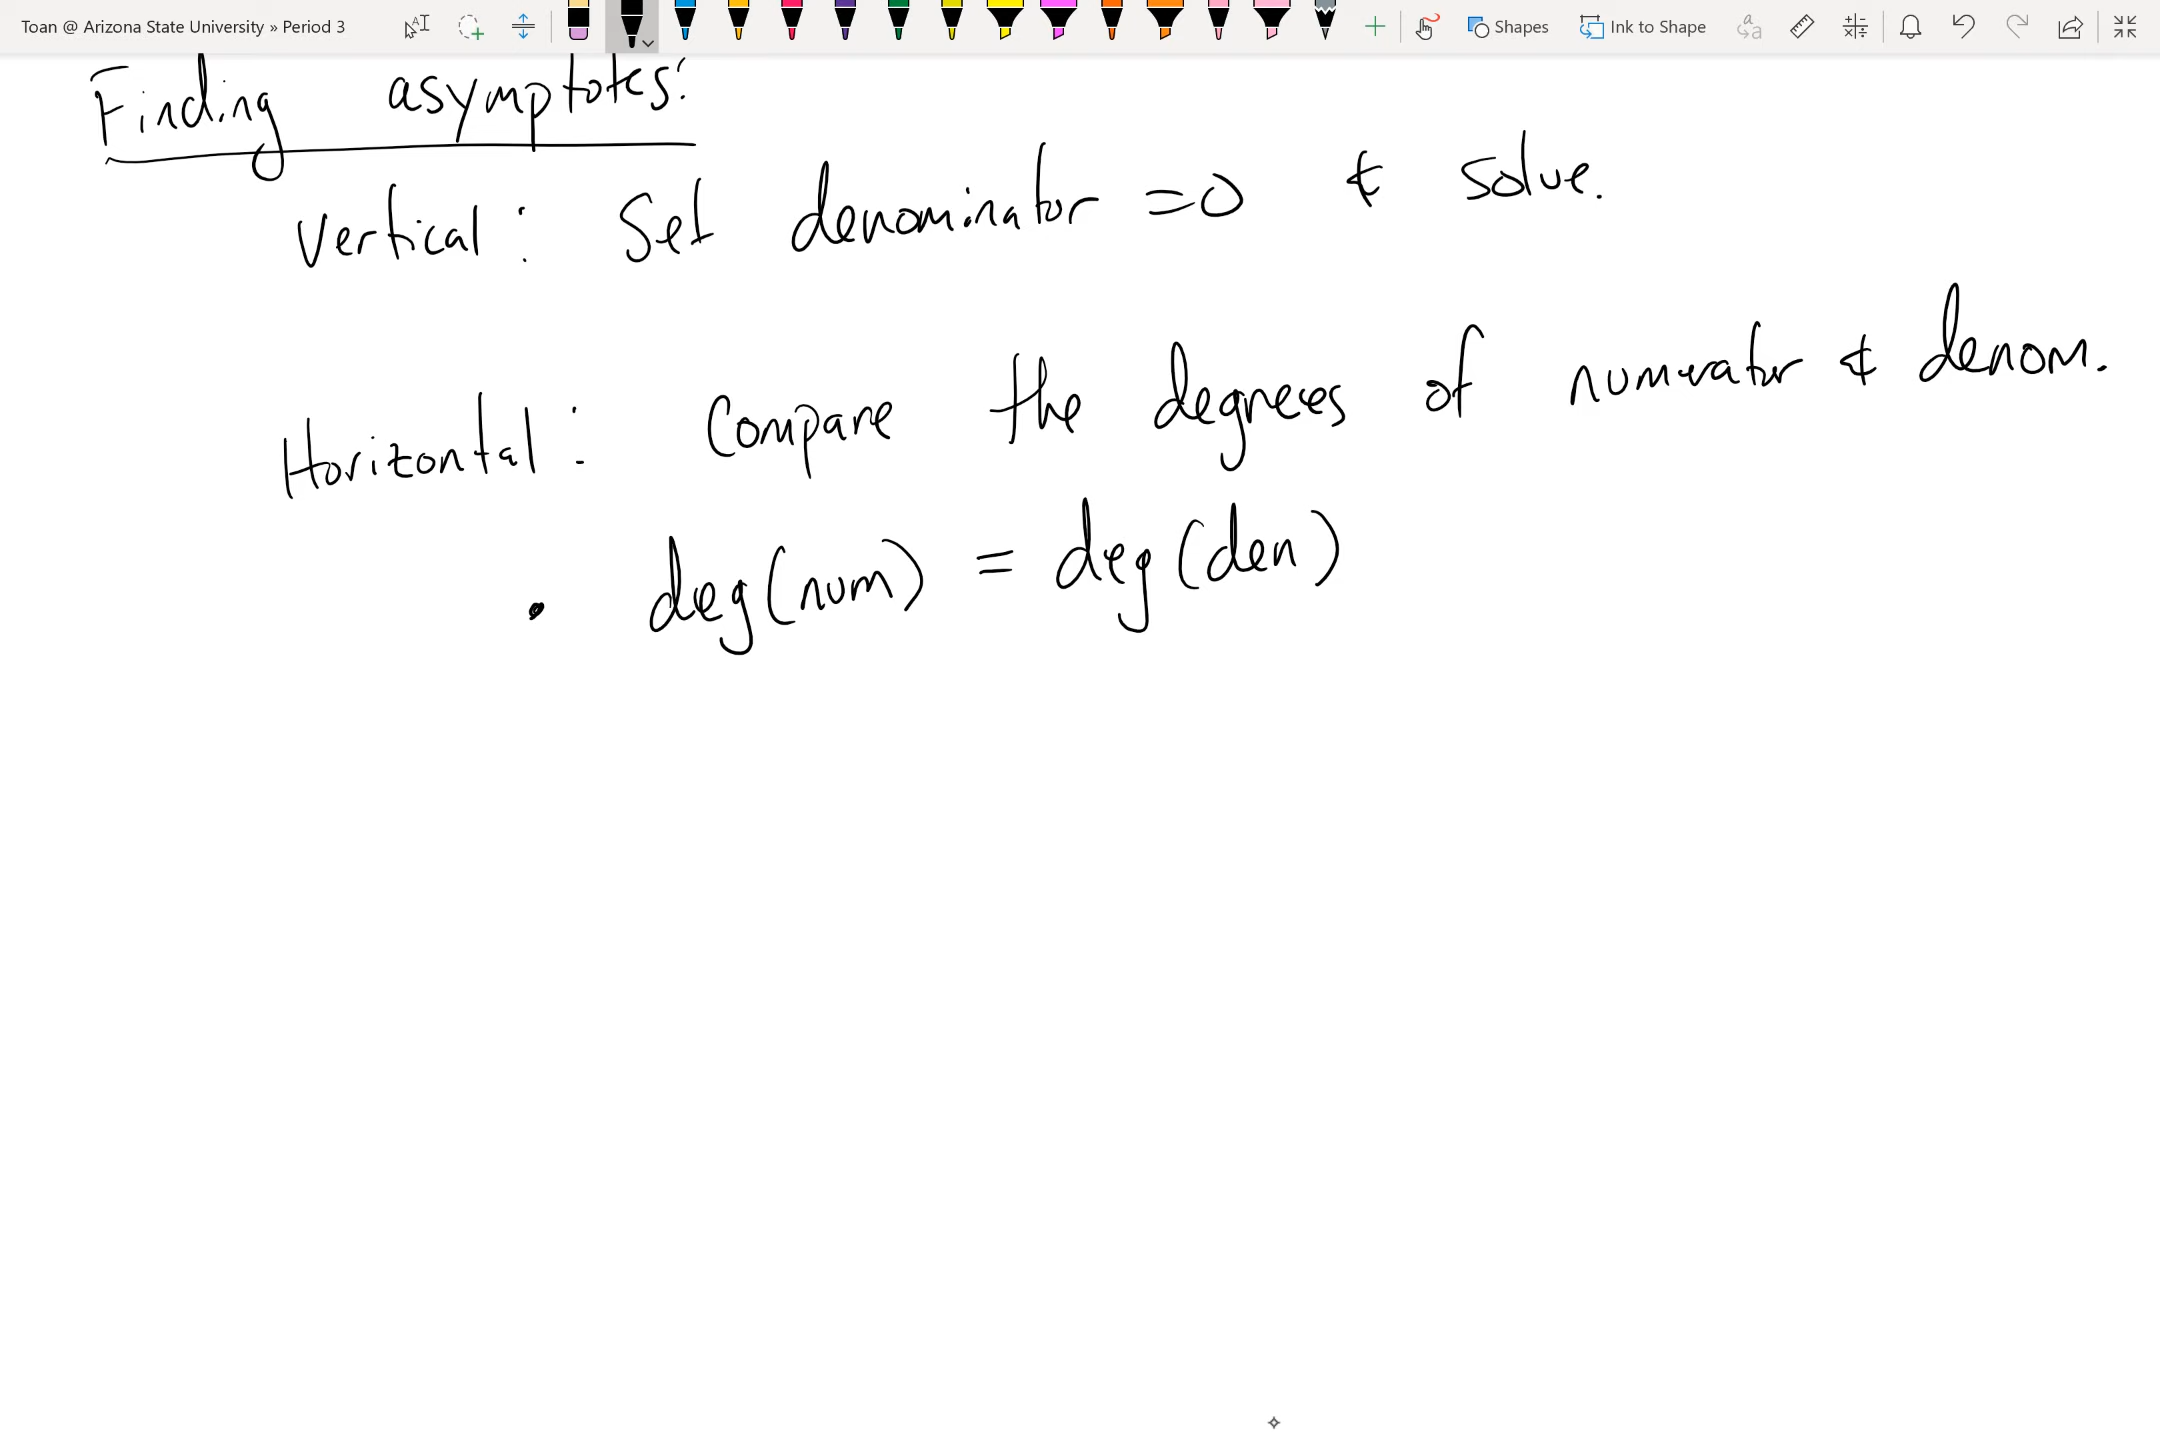 Toan @ Arizona State University » Period 3 Shapes Ink to Shape
Finding asymptotes:
Vertical: Set denominator =0 & solve.
Horizontal: Compare the degrees of numerator & denom.
• deg(num) = deg(den)